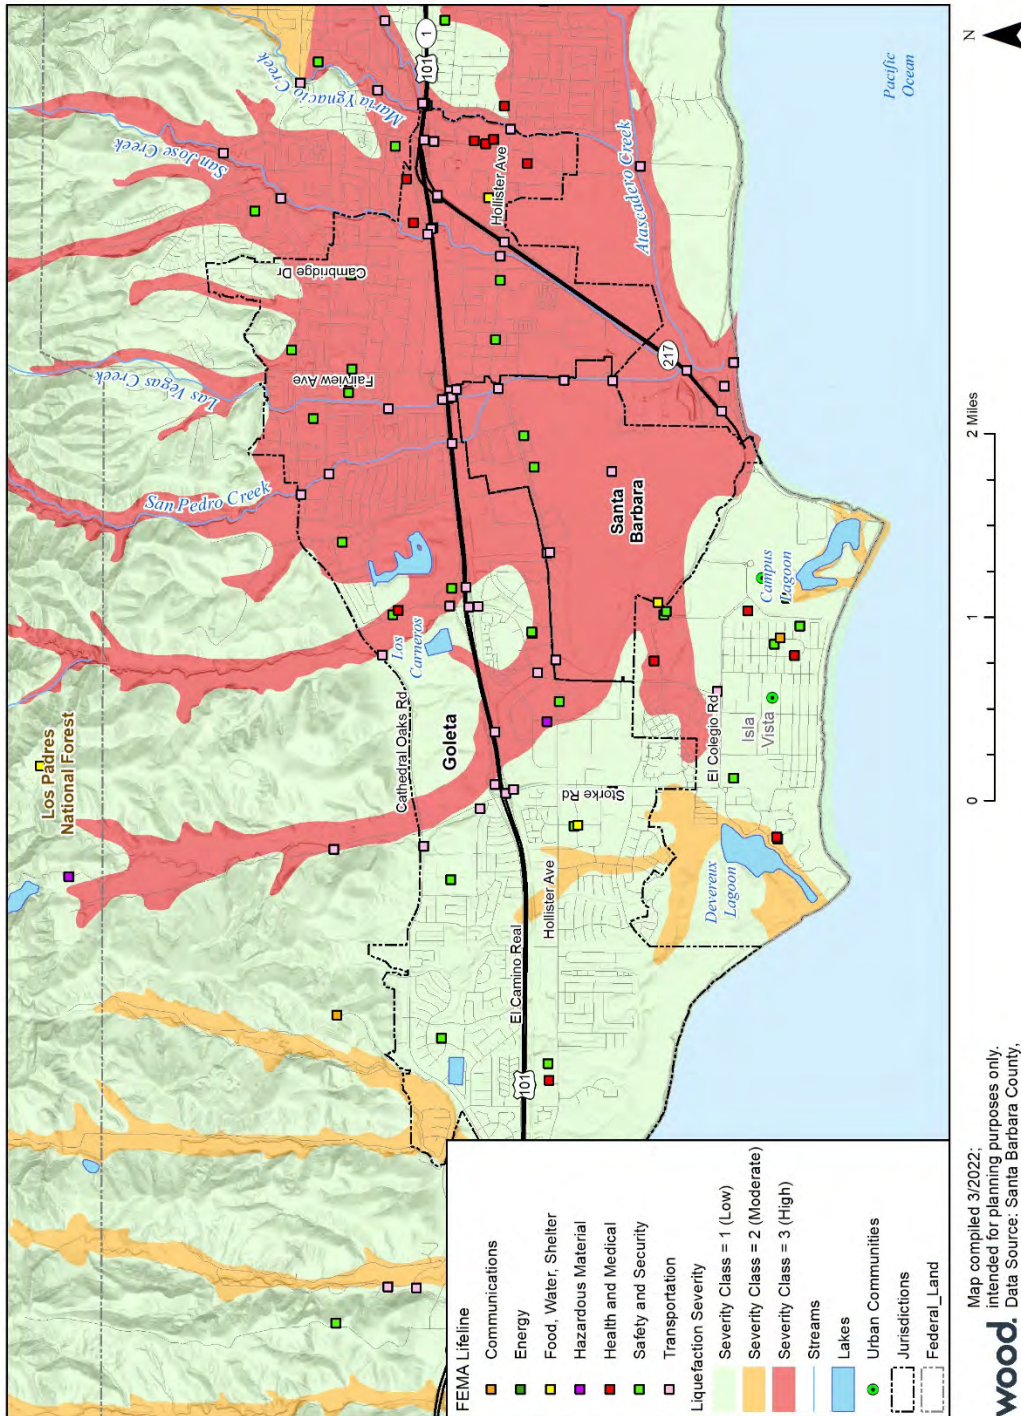 Los Padres
National Forest
San Pedro Creek
Las Vegas Creek
San Jose Creek
Maria Ygnacio Creek
Cathedral Oaks Rd
Los
Carneros
Fairview Ave
Cambridge Dr
Goleta
101
1
El Camino Real
101
Hollister Ave
Hollister Ave
Storke Rd
Santa
Barbara
217
Atascadero Creek
El Colegio Rd
Isla
Vista
Campus
Lagoon
Devereux
Lagoon
Pacific
Ocean
FEMA Lifeline
Communications
Energy
Food, Water, Shelter
Hazardous Material
Health and Medical
Safety and Security
Transportation
Liquefaction Severity
Severity Class = 1 (Low)
Severity Class = 2 (Moderate)
Severity Class = 3 (High)
Streams
Lakes
Urban Communities
Jurisdictions
Federal_Land
wood.
Map compiled 3/2022;
intended for planning purposes only.
Data Source: Santa Barbara County,
0 1 2 Miles
N